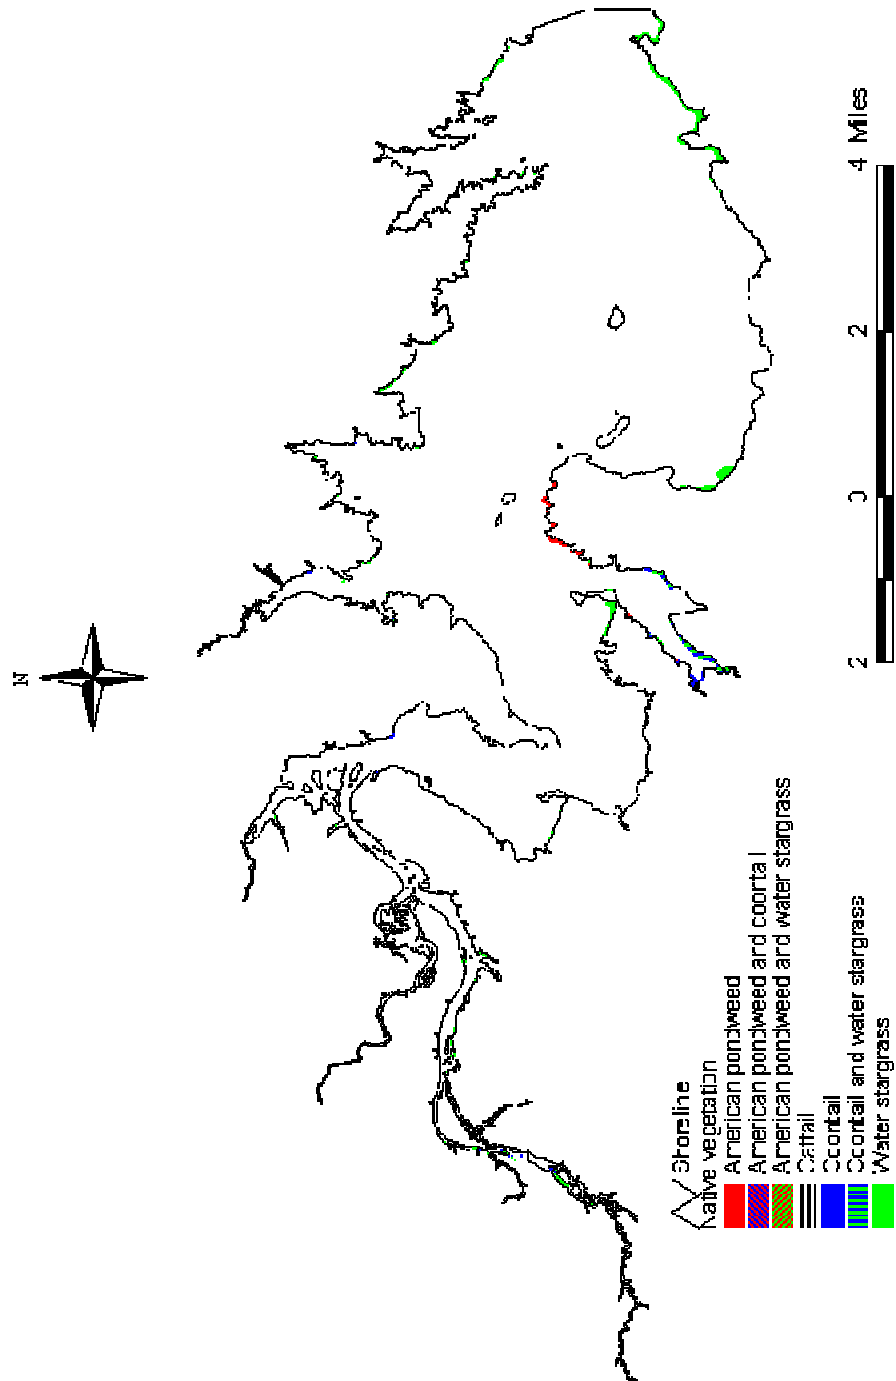 N
Shoreline
Native vegetation
American pondweed
American pondweed and coontail
American pondweed and water stargrass
Cattail
Coontail
Coontail and water stargrass
Water stargrass
2 0 2 4 Miles